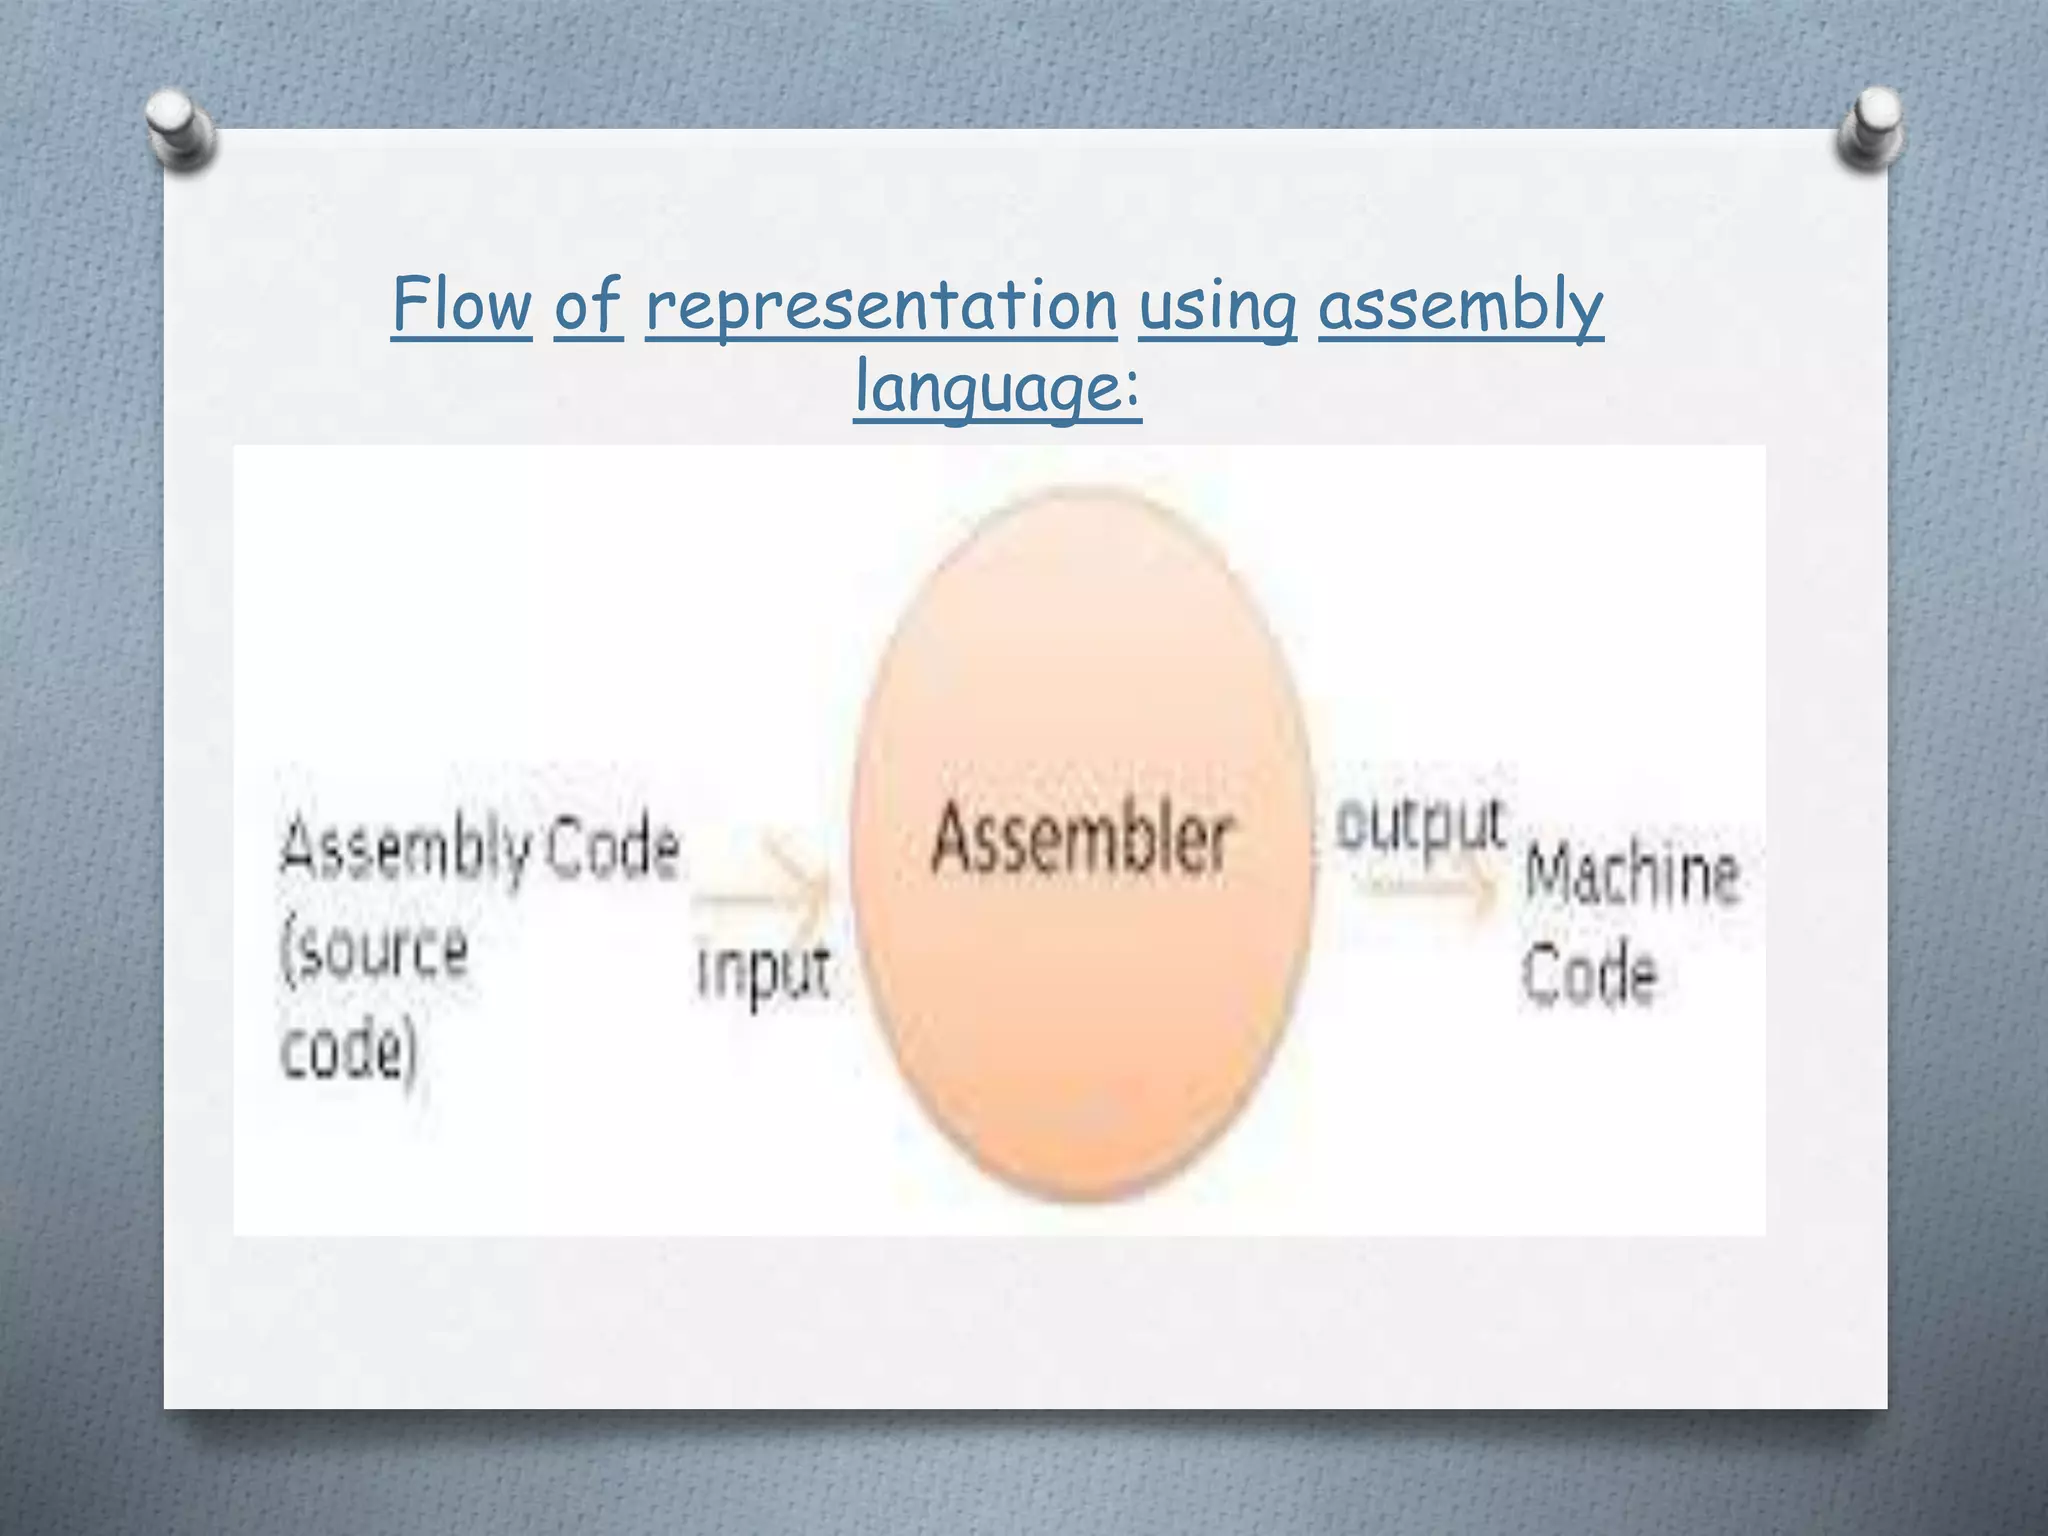 Flow of representation using assembly
language:
Assembly Code
(source
code)
input
Assembler
output
Machine
Code